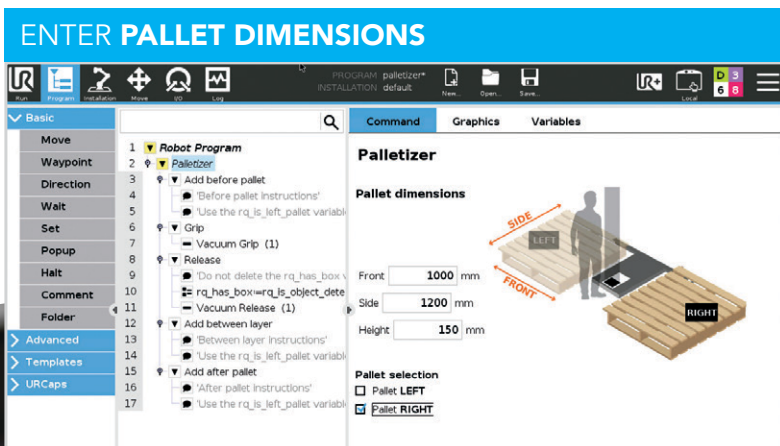 ENTER PALLET DIMENSIONS
UR
Run
Program
Installation
Move
I/O
Log
PROGRAM palletizer*
INSTALLATION default
New...
Open...
Save...
UR+
Local
D 3
6 8
Basic
Move
Waypoint
Direction
Wait
Set
Popup
Halt
Comment
Folder
Advanced
Templates
URCaps
1 Robot Program
2 Palletizer
3 Add before pallet
4 'Before pallet instructions'
5 'Use the rq_is_left_pallet variabl
6 Grip
7 Vacuum Grip (1)
8 Release
9 'Do not delete the rq_has_box v
10 rq_has_box≔rq_is_object_dete
11 Vacuum Release (1)
12 Add between layer
13 'Between layer instructions'
14 'Use the rq_is_left_pallet variabl
15 Add after pallet
16 'After pallet instructions'
17 'Use the rq_is_left_pallet variabl
Command Graphics Variables
Palletizer
Pallet dimensions
Front 1000 mm
Side 1200 mm
Height 150 mm
SIDE
LEFT
FRONT
RIGHT
Pallet selection
Pallet LEFT
Pallet RIGHT